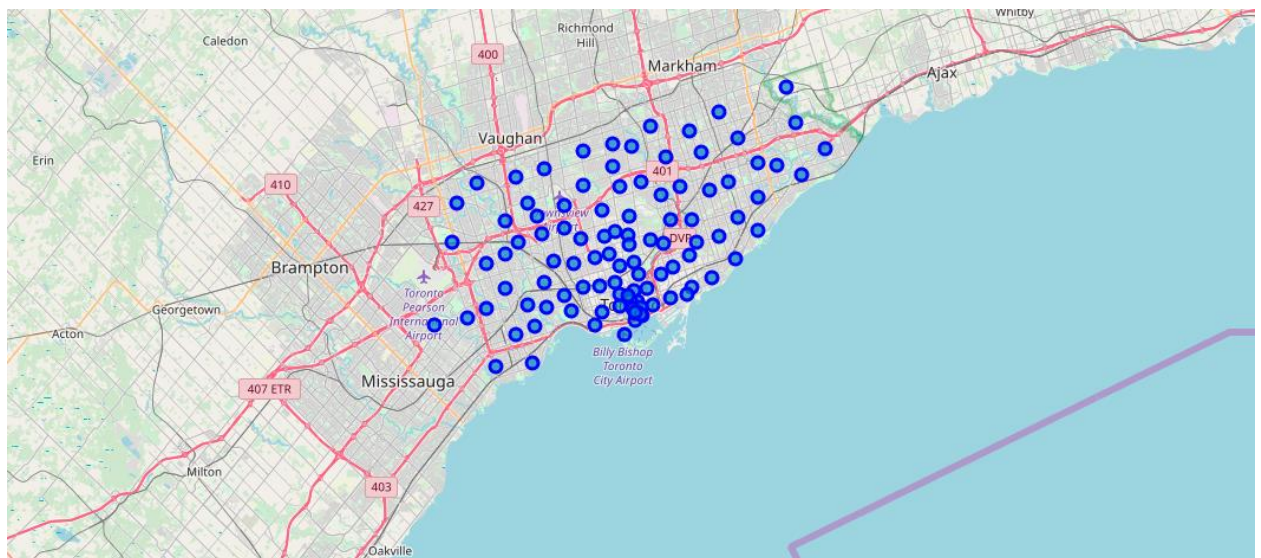 Whitby
Richmond
Hill
Caledon
400
Markham
Ajax
Vaughan
Erin
401
410
427
DVP
Brampton
Toronto
Pearson
International
Airport
Georgetown
Acton
Billy Bishop
Toronto
City Airport
Mississauga
407 ETR
Milton
403
Oakville